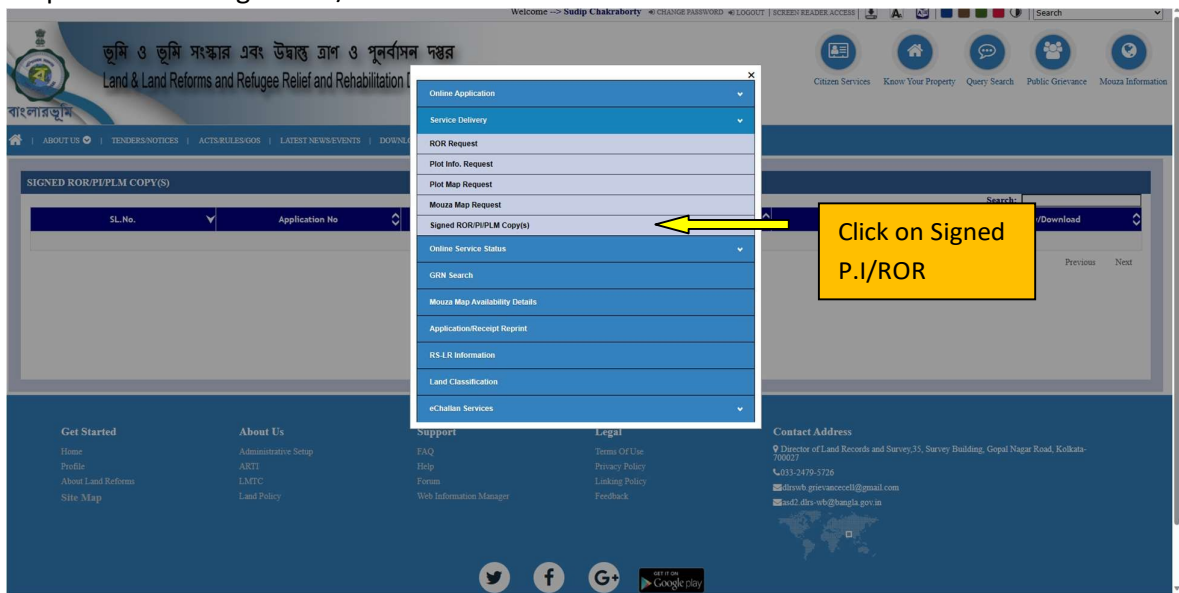 Welcome --> Sudip Chakraborty CHANGE PASSWORD LOGOUT | SCREEN READER ACCESS | Search
ভূমি ও ভূমি সংস্কার এবং উদ্বাস্তু ত্রাণ ও পুনর্বাসন দপ্তর
Land & Land Reforms and Refugee Relief and Rehabilitation
বাংলারভূমি
Citizen Services Know Your Property Query Search Public Grievance Mouza Information
| ABOUT US | TENDERS/NOTICES | ACTS/RULES/GOS | LATEST NEWS/EVENTS |
×
Online Application
Service Delivery
ROR Request
Plot Info. Request
Plot Map Request
Mouza Map Request
Signed ROR/PI/PLM Copy(s)
Online Service Status
GRN Search
Mouza Map Availability Details
Application/Receipt Reprint
RS-LR Information
Land Classification
eChallan Services
SIGNED ROR/PI/PLM COPY(S)
Search:
SL.No. Application No /Download
Previous Next
Click on Signed
P.I/ROR
Get Started
Home
Profile
About Land Reforms
Site Map
About Us
Administrative Setup
ARTI
LMTC
Land Policy
Support
FAQ
Help
Forum
Web Information Manager
Legal
Terms Of Use
Privacy Policy
Linking Policy
Feedback
Contact Address
Director of Land Records and Survey,35, Survey Building, Gopal Nagar Road, Kolkata-
700027
033-2479-5726
dlrswb.grievancecell@gmail.com
asd2.dlrs-wb@bangla.gov.in
GET IT ON
Google play